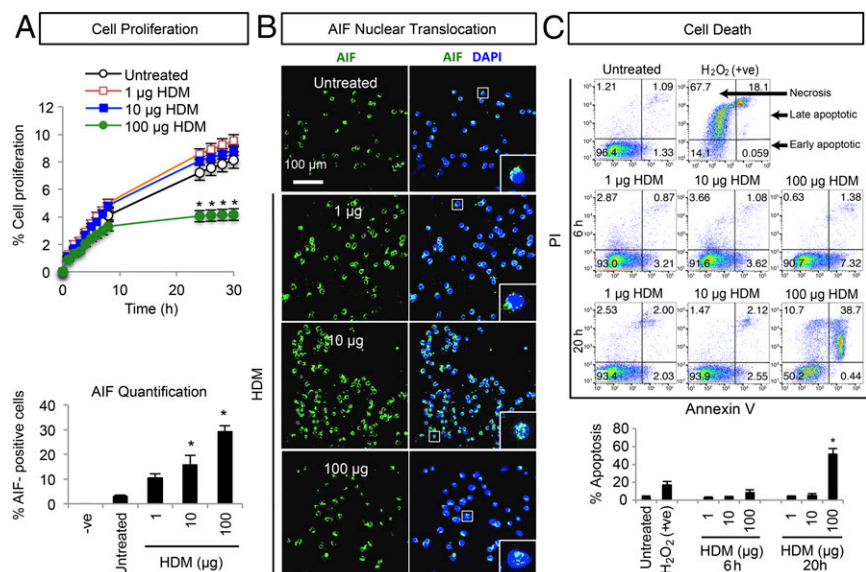 A
Cell Proliferation
Untreated
1 µg HDM
10 µg HDM
100 µg HDM
% Cell proliferation
12
10
8
6
4
2
0
* * * *
0 10 20 30
Time (h)
AIF Quantification
% AIF- positive cells
40
30
20
10
0
*
*
-ve
Untreated
1
10
100
HDM (µg)
B
AIF Nuclear Translocation
AIF
AIF DAPI
Untreated
100 µm
HDM
1 µg
10 µg
100 µg
C
Cell Death
Untreated
H₂O₂ (+ve)
1.21 1.09
96.4 1.33
67.7 18.1
14.1 0.059
Necrosis
Late apoptotic
Early apoptotic
PI
6 h
1 µg HDM 10 µg HDM 100 µg HDM
2.87 0.87
93.0 3.21
3.66 1.08
91.6 3.62
0.63 1.38
90.7 7.32
20h
1 µg HDM 10 µg HDM 100 µg HDM
2.53 2.00
93.4 2.03
1.47 2.12
93.9 2.55
10.7 38.7
50.2 0.44
Annexin V
% Apoptosis
80
60
40
20
0
*
Untreated
H₂O₂ (+ve)
1
10
100
HDM (µg)
6h
1
10
100
HDM (µg)
20h